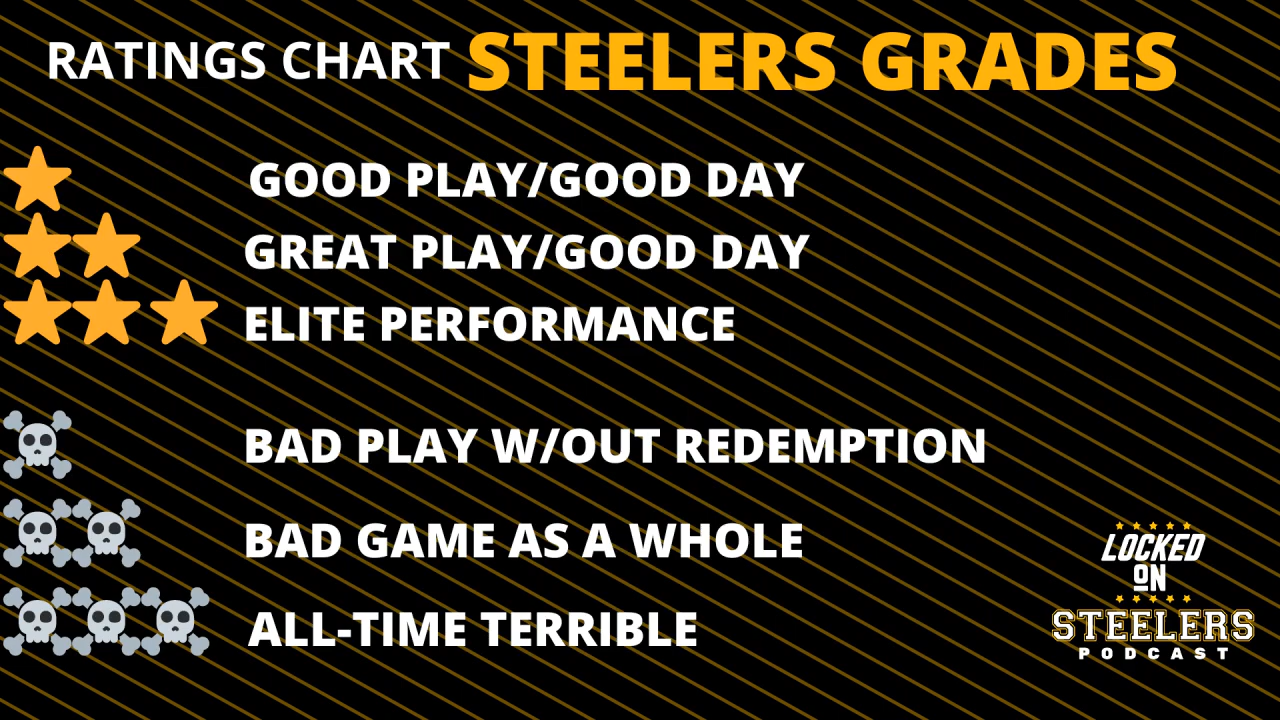 RATINGS CHART STEELERS GRADES
GOOD PLAY/GOOD DAY
GREAT PLAY/GOOD DAY
ELITE PERFORMANCE
BAD PLAY W/OUT REDEMPTION
BAD GAME AS A WHOLE
ALL-TIME TERRIBLE
LOCKED
ON
STEELERS
PODCAST